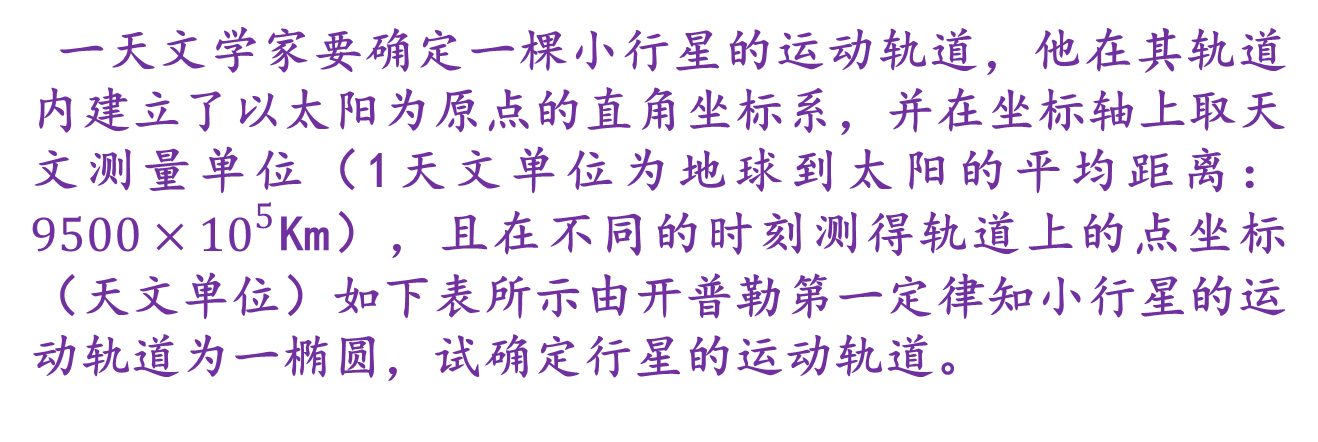 一天文学家要确定一棵小行星的运动轨道，他在其轨道
内建立了以太阳为原点的直角坐标系，并在坐标轴上取天
文测量单位（1天文单位为地球到太阳的平均距离：
9500×10⁵Km），且在不同的时刻测得轨道上的点坐标
（天文单位）如下表所示由开普勒第一定律知小行星的运
动轨道为一椭圆，试确定行星的运动轨道。